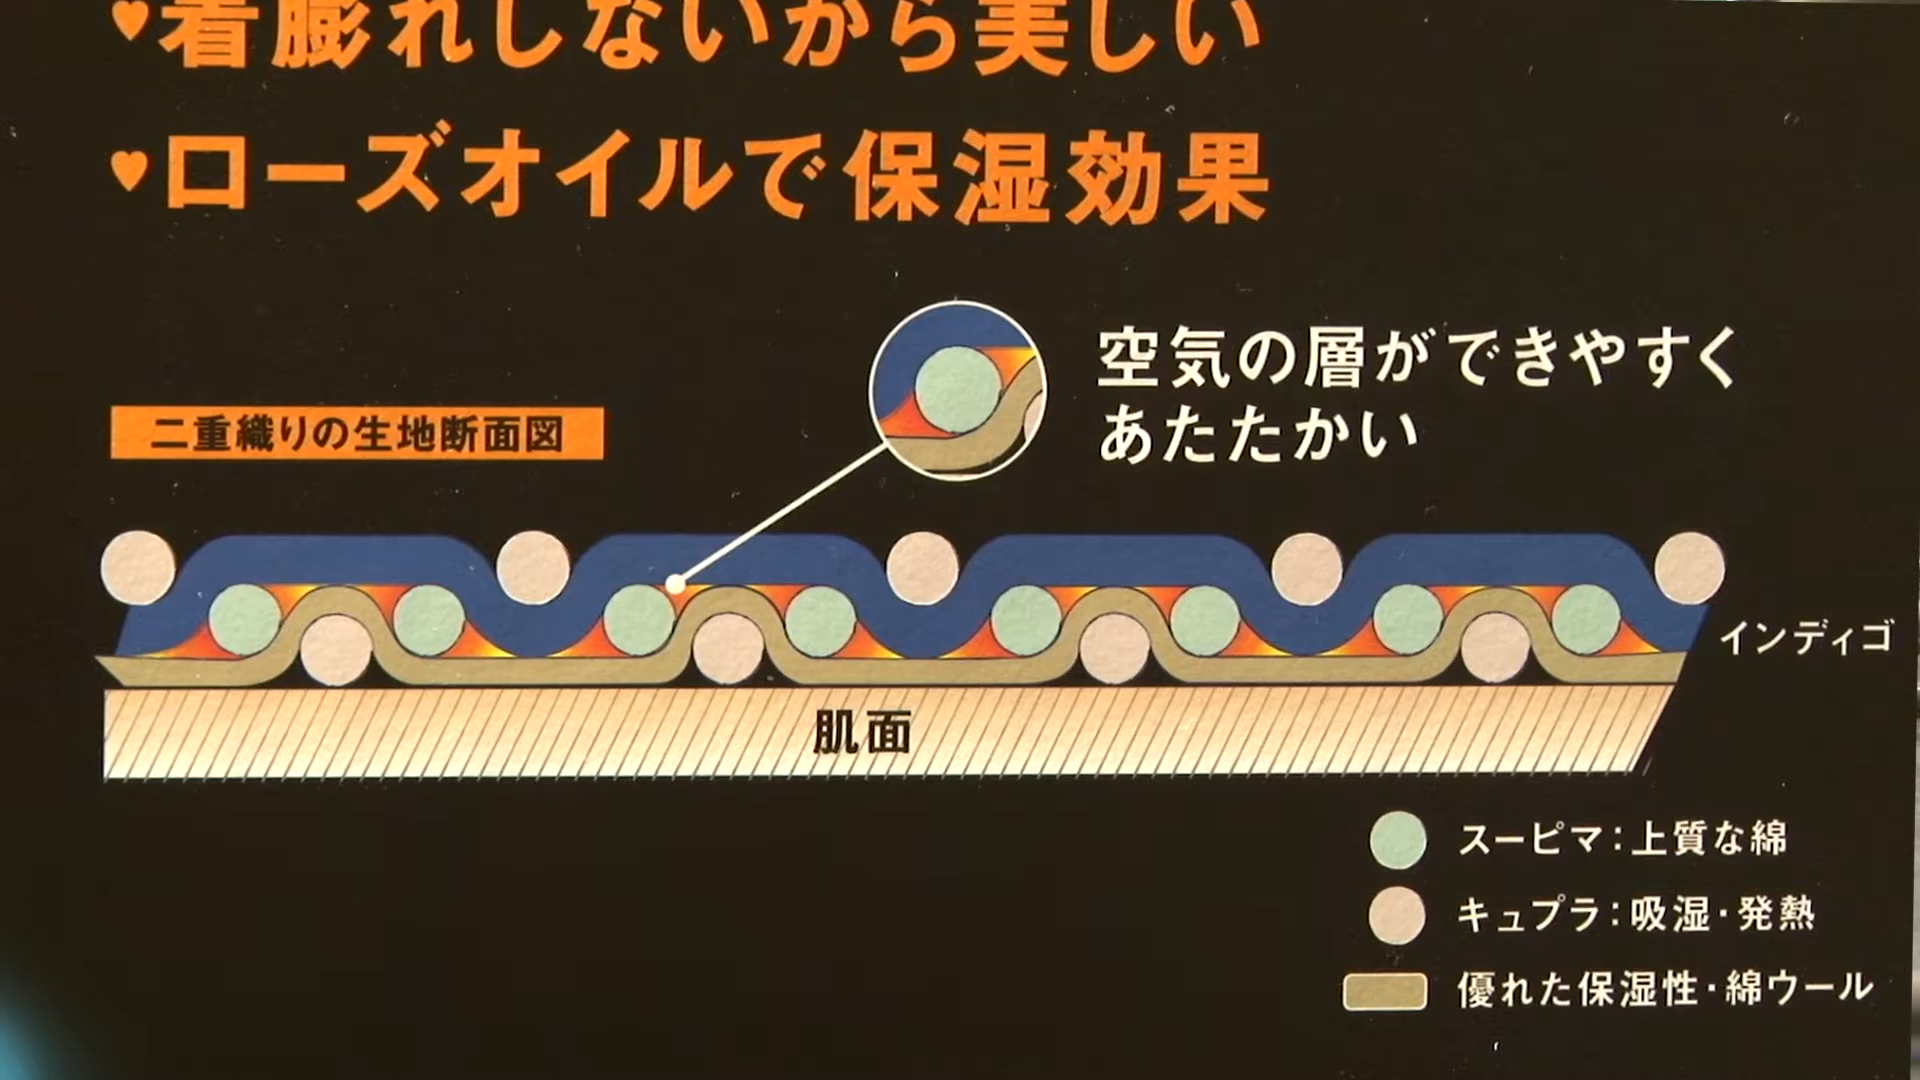 ♥着膨れしないから美しい
♥ローズオイルで保湿効果
空気の層ができやすく
あたたかい
二重織りの生地断面図
インディゴ
肌面
スーピマ：上質な綿
キュプラ：吸湿・発熱
優れた保湿性・綿ウール